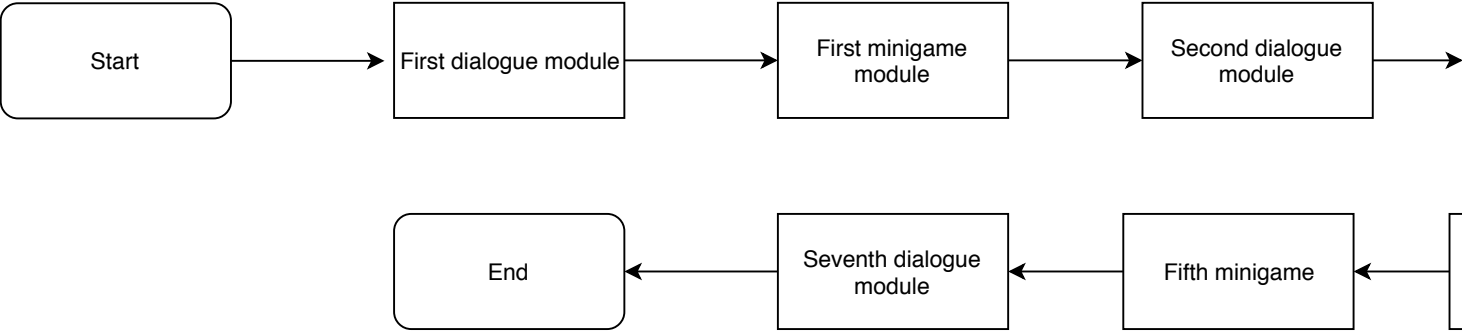 Start
First dialogue module
First minigame
module
Second dialogue
module
End
Seventh dialogue
module
Fifth minigame